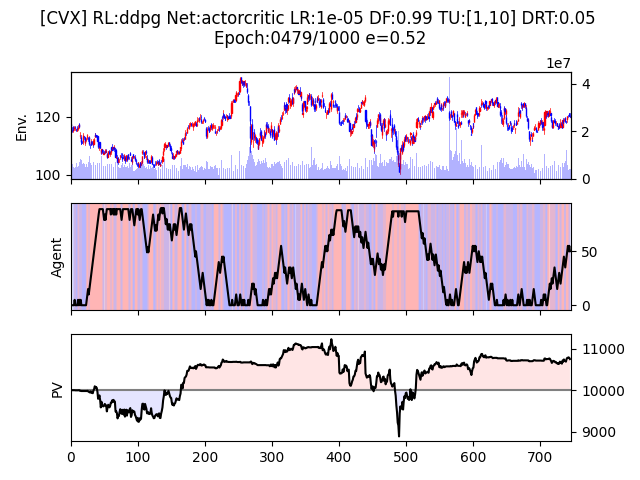 [CVX] RL:ddpg Net:actorcritic LR:1e-05 DF:0.99 TU:[1,10] DRT:0.05
Epoch:0479/1000 e=0.52
1e7
Env.
120
100
4
2
0
Agent
50
0
PV
11000
10000
9000
0 100 200 300 400 500 600 700